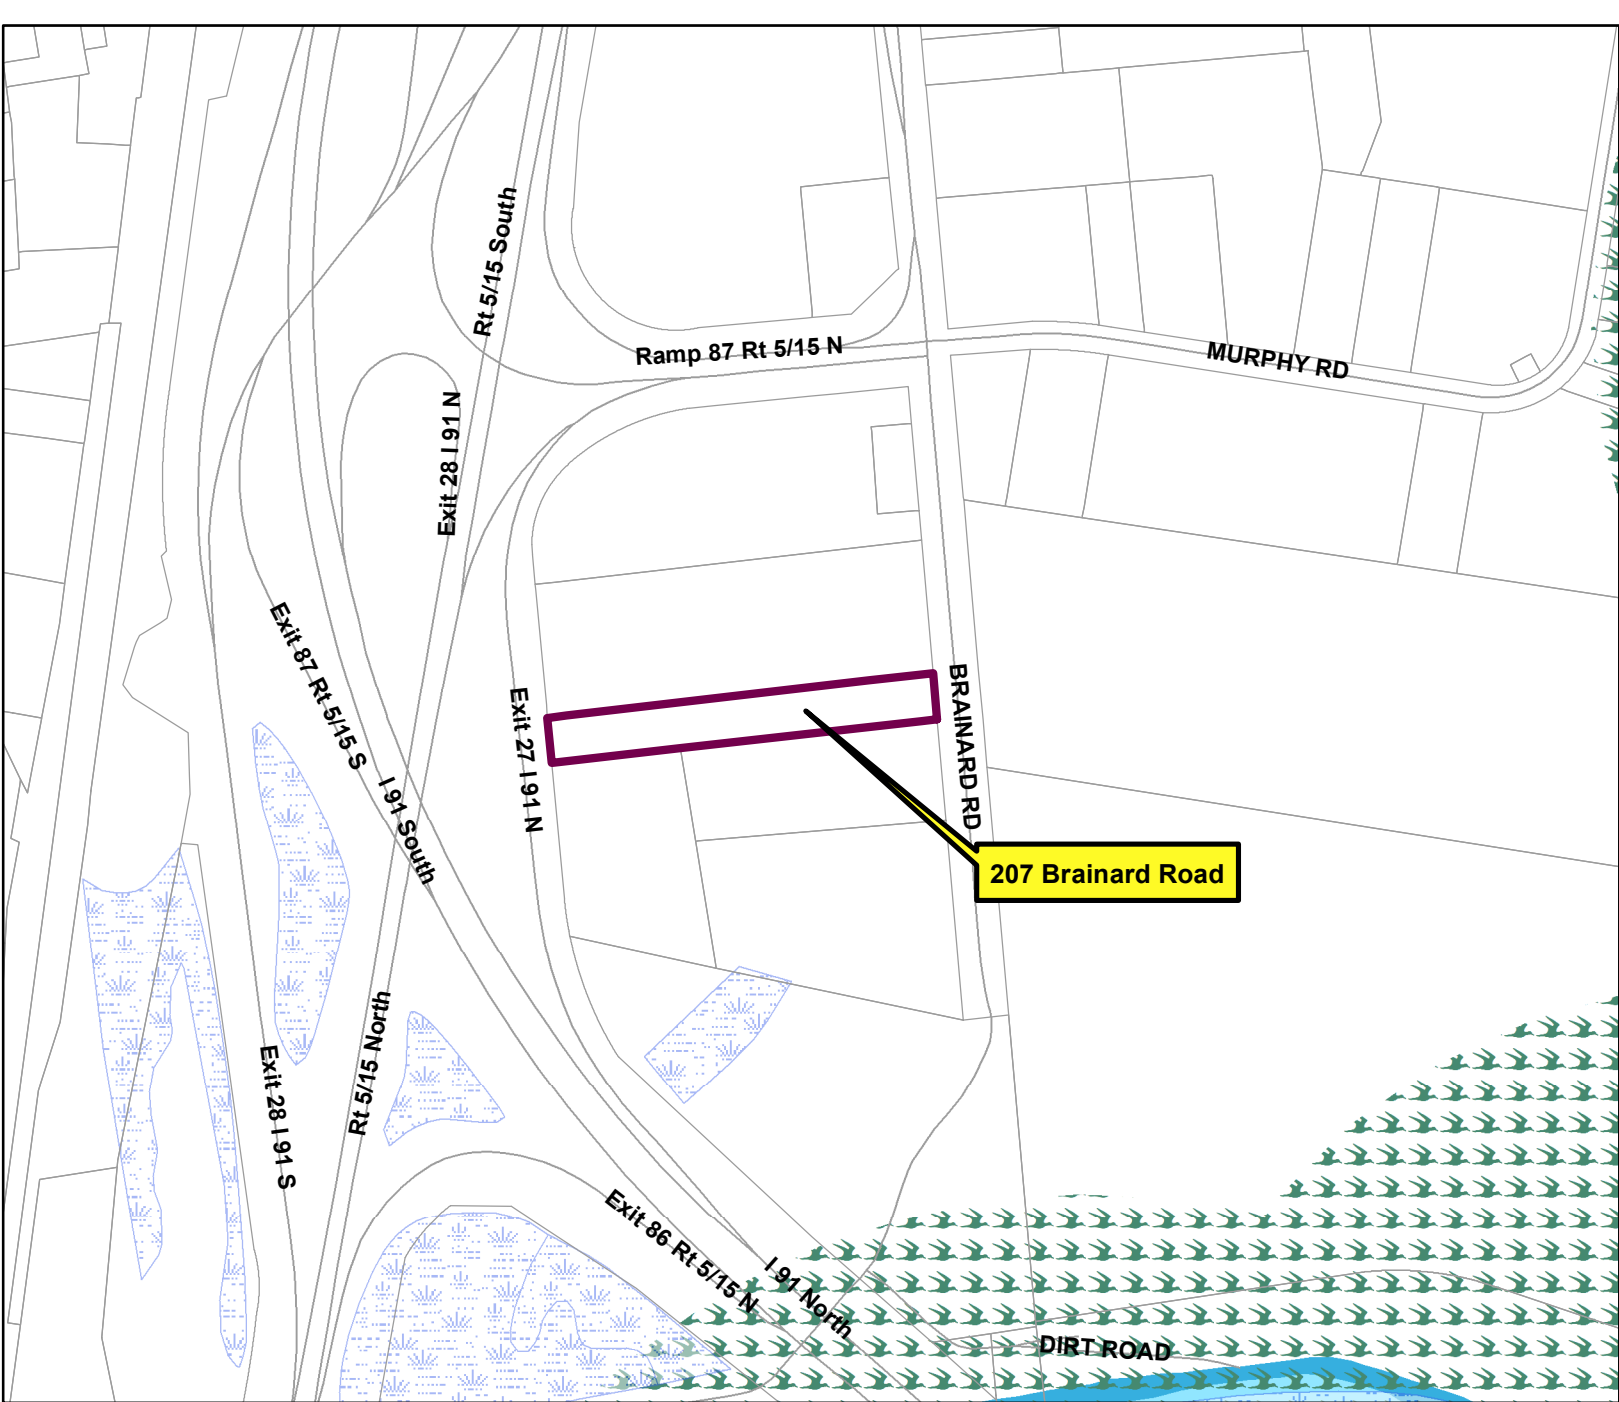 Rt 5/15 South
Ramp 87 Rt 5/15 N
MURPHY RD
Exit 28 I 91 N
Exit 87 Rt 5/15 S
Exit 27 I 91 N
BRAINARD RD
I 91 South
207 Brainard Road
Rt 5/15 North
Exit 28 I 91 S
Exit 86 Rt 5/15 N
I 91 North
DIRT ROAD